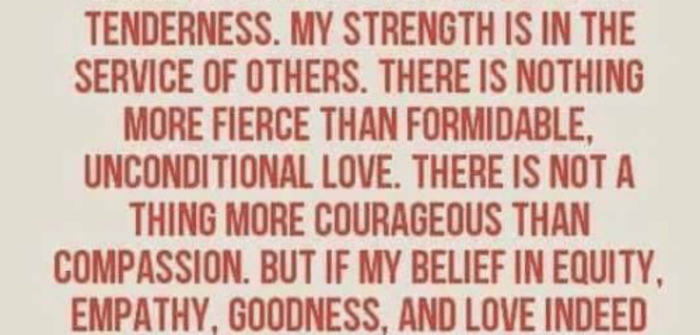 TENDERNESS. MY STRENGTH IS IN THE
SERVICE OF OTHERS. THERE IS NOTHING
MORE FIERCE THAN FORMIDABLE,
UNCONDITIONAL LOVE. THERE IS NOT A
THING MORE COURAGEOUS THAN
COMPASSION. BUT IF MY BELIEF IN EQUITY,
EMPATHY, GOODNESS, AND LOVE INDEED